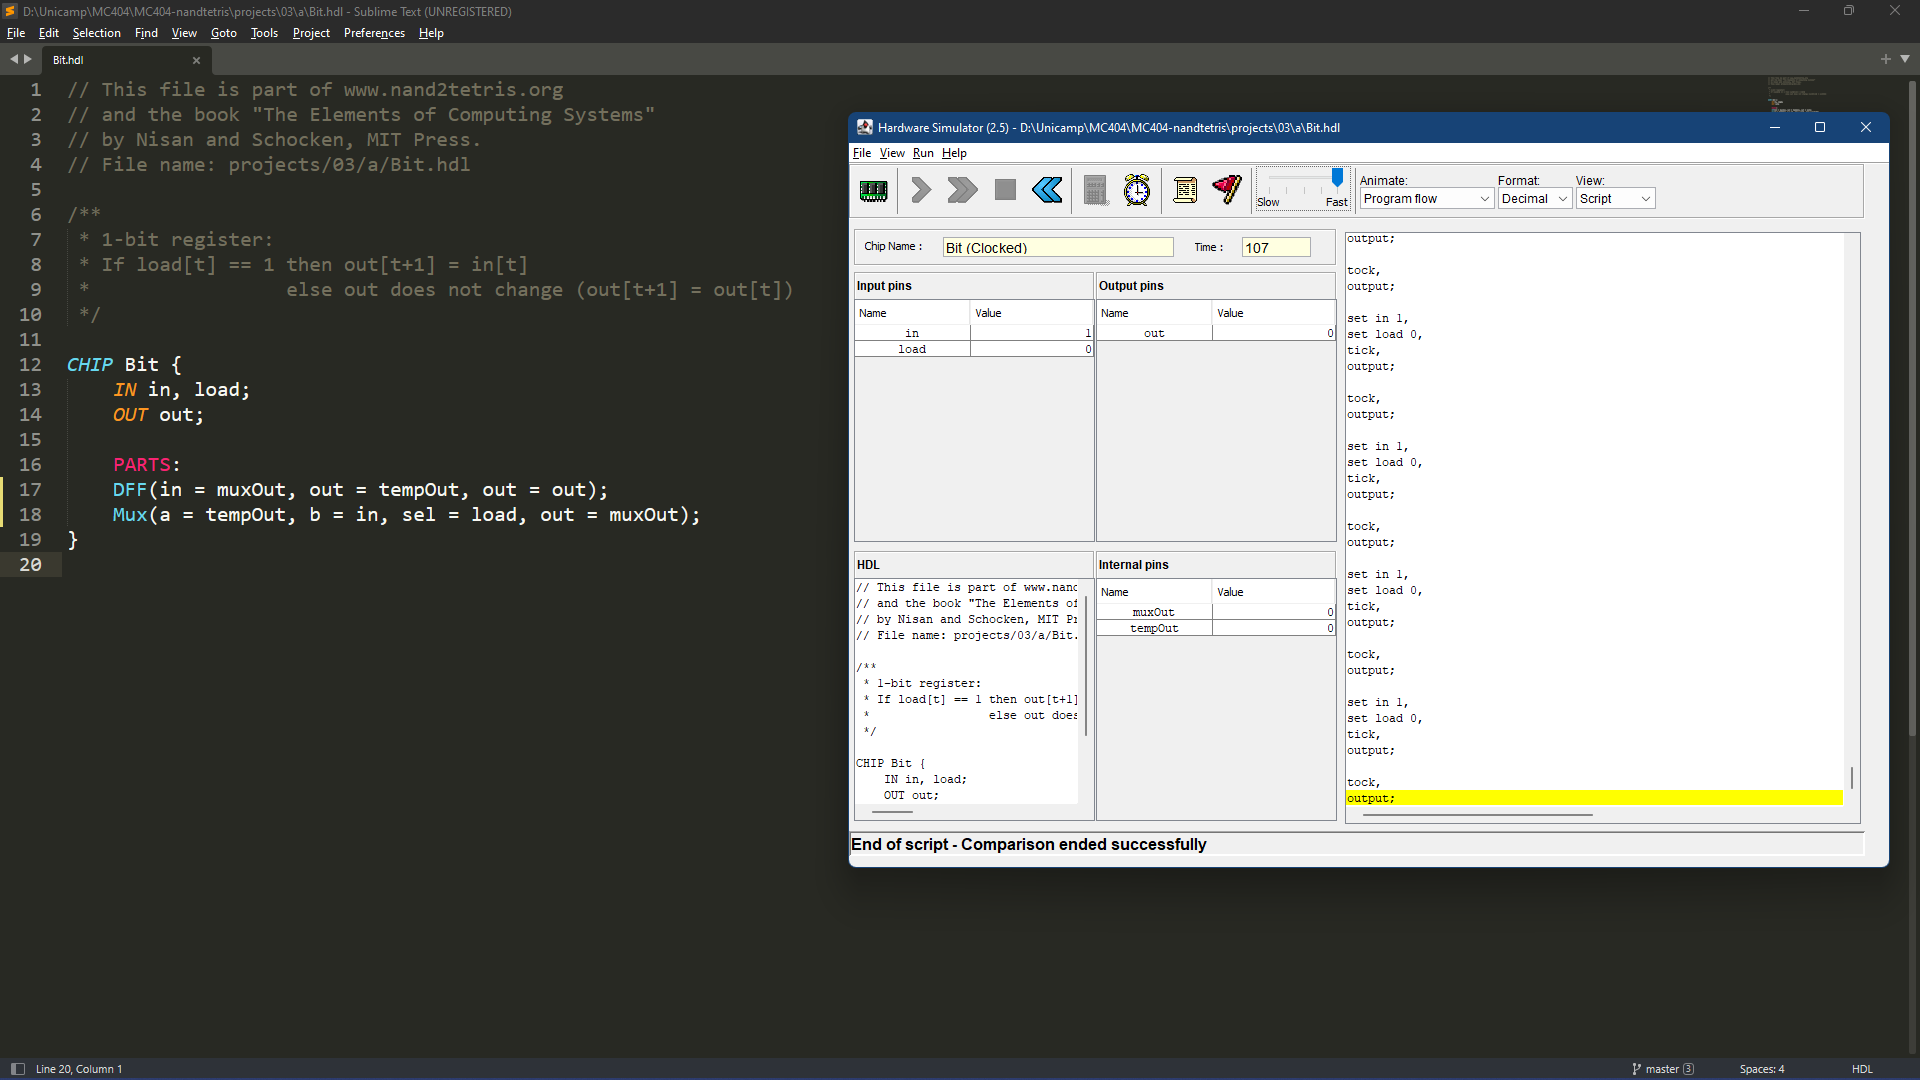 D:\Unicamp\MC404\MC404-nandtetris\projects\03\a\Bit.hdl - Sublime Text (UNREGISTERED)
File Edit Selection Find View Goto Tools Project Preferences Help
Bit.hdl
1 // This file is part of www.nand2tetris.org
2 // and the book "The Elements of Computing Systems"
3 // by Nisan and Schocken, MIT Press.
4 // File name: projects/03/a/Bit.hdl
5
6 /**
7 * 1-bit register:
8 * If load[t] == 1 then out[t+1] = in[t]
9 * else out does not change (out[t+1] = out[t])
10 */
11
12 CHIP Bit {
13 IN in, load;
14 OUT out;
15
16 PARTS:
17 DFF(in = muxOut, out = tempOut, out = out);
18 Mux(a = tempOut, b = in, sel = load, out = muxOut);
19 }
20
Hardware Simulator (2.5) - D:\Unicamp\MC404\MC404-nandtetris\projects\03\a\Bit.hdl
File View Run Help
Slow Fast
Animate: Format: View:
Program flow Decimal Script
Chip Name : Bit (Clocked) Time : 107
Input pins
Name Value
in 1
load 0
Output pins
Name Value
out 0
HDL
// This file is part of www.nanc
// and the book "The Elements of
// by Nisan and Schocken, MIT Pr
// File name: projects/03/a/Bit.
/**
* 1-bit register:
* If load[t] == 1 then out[t+1]
* else out does
*/
CHIP Bit {
IN in, load;
OUT out;
Internal pins
Name Value
muxOut 0
tempOut 0
output;
tock,
output;
set in 1,
set load 0,
tick,
output;
tock,
output;
set in 1,
set load 0,
tick,
output;
tock,
output;
set in 1,
set load 0,
tick,
output;
tock,
output;
set in 1,
set load 0,
tick,
output;
tock,
output;
End of script - Comparison ended successfully
Line 20, Column 1
master 3 Spaces: 4 HDL